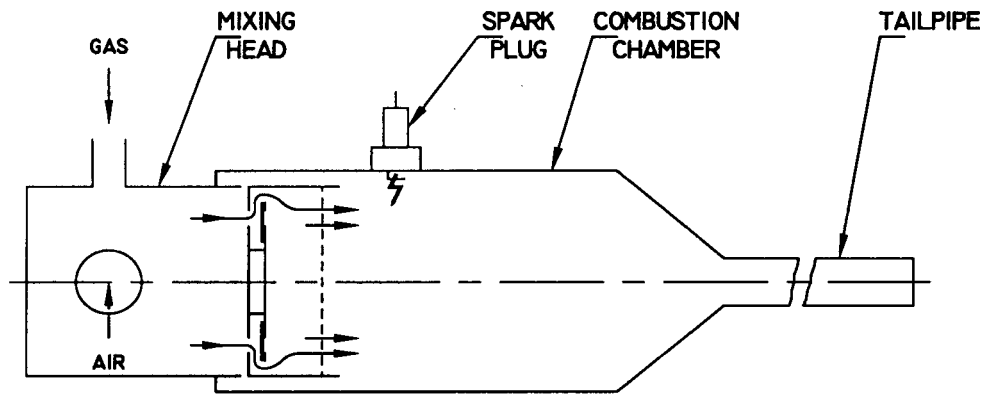 MIXING
HEAD
SPARK
PLUG
COMBUSTION
CHAMBER
TAILPIPE
GAS
AIR